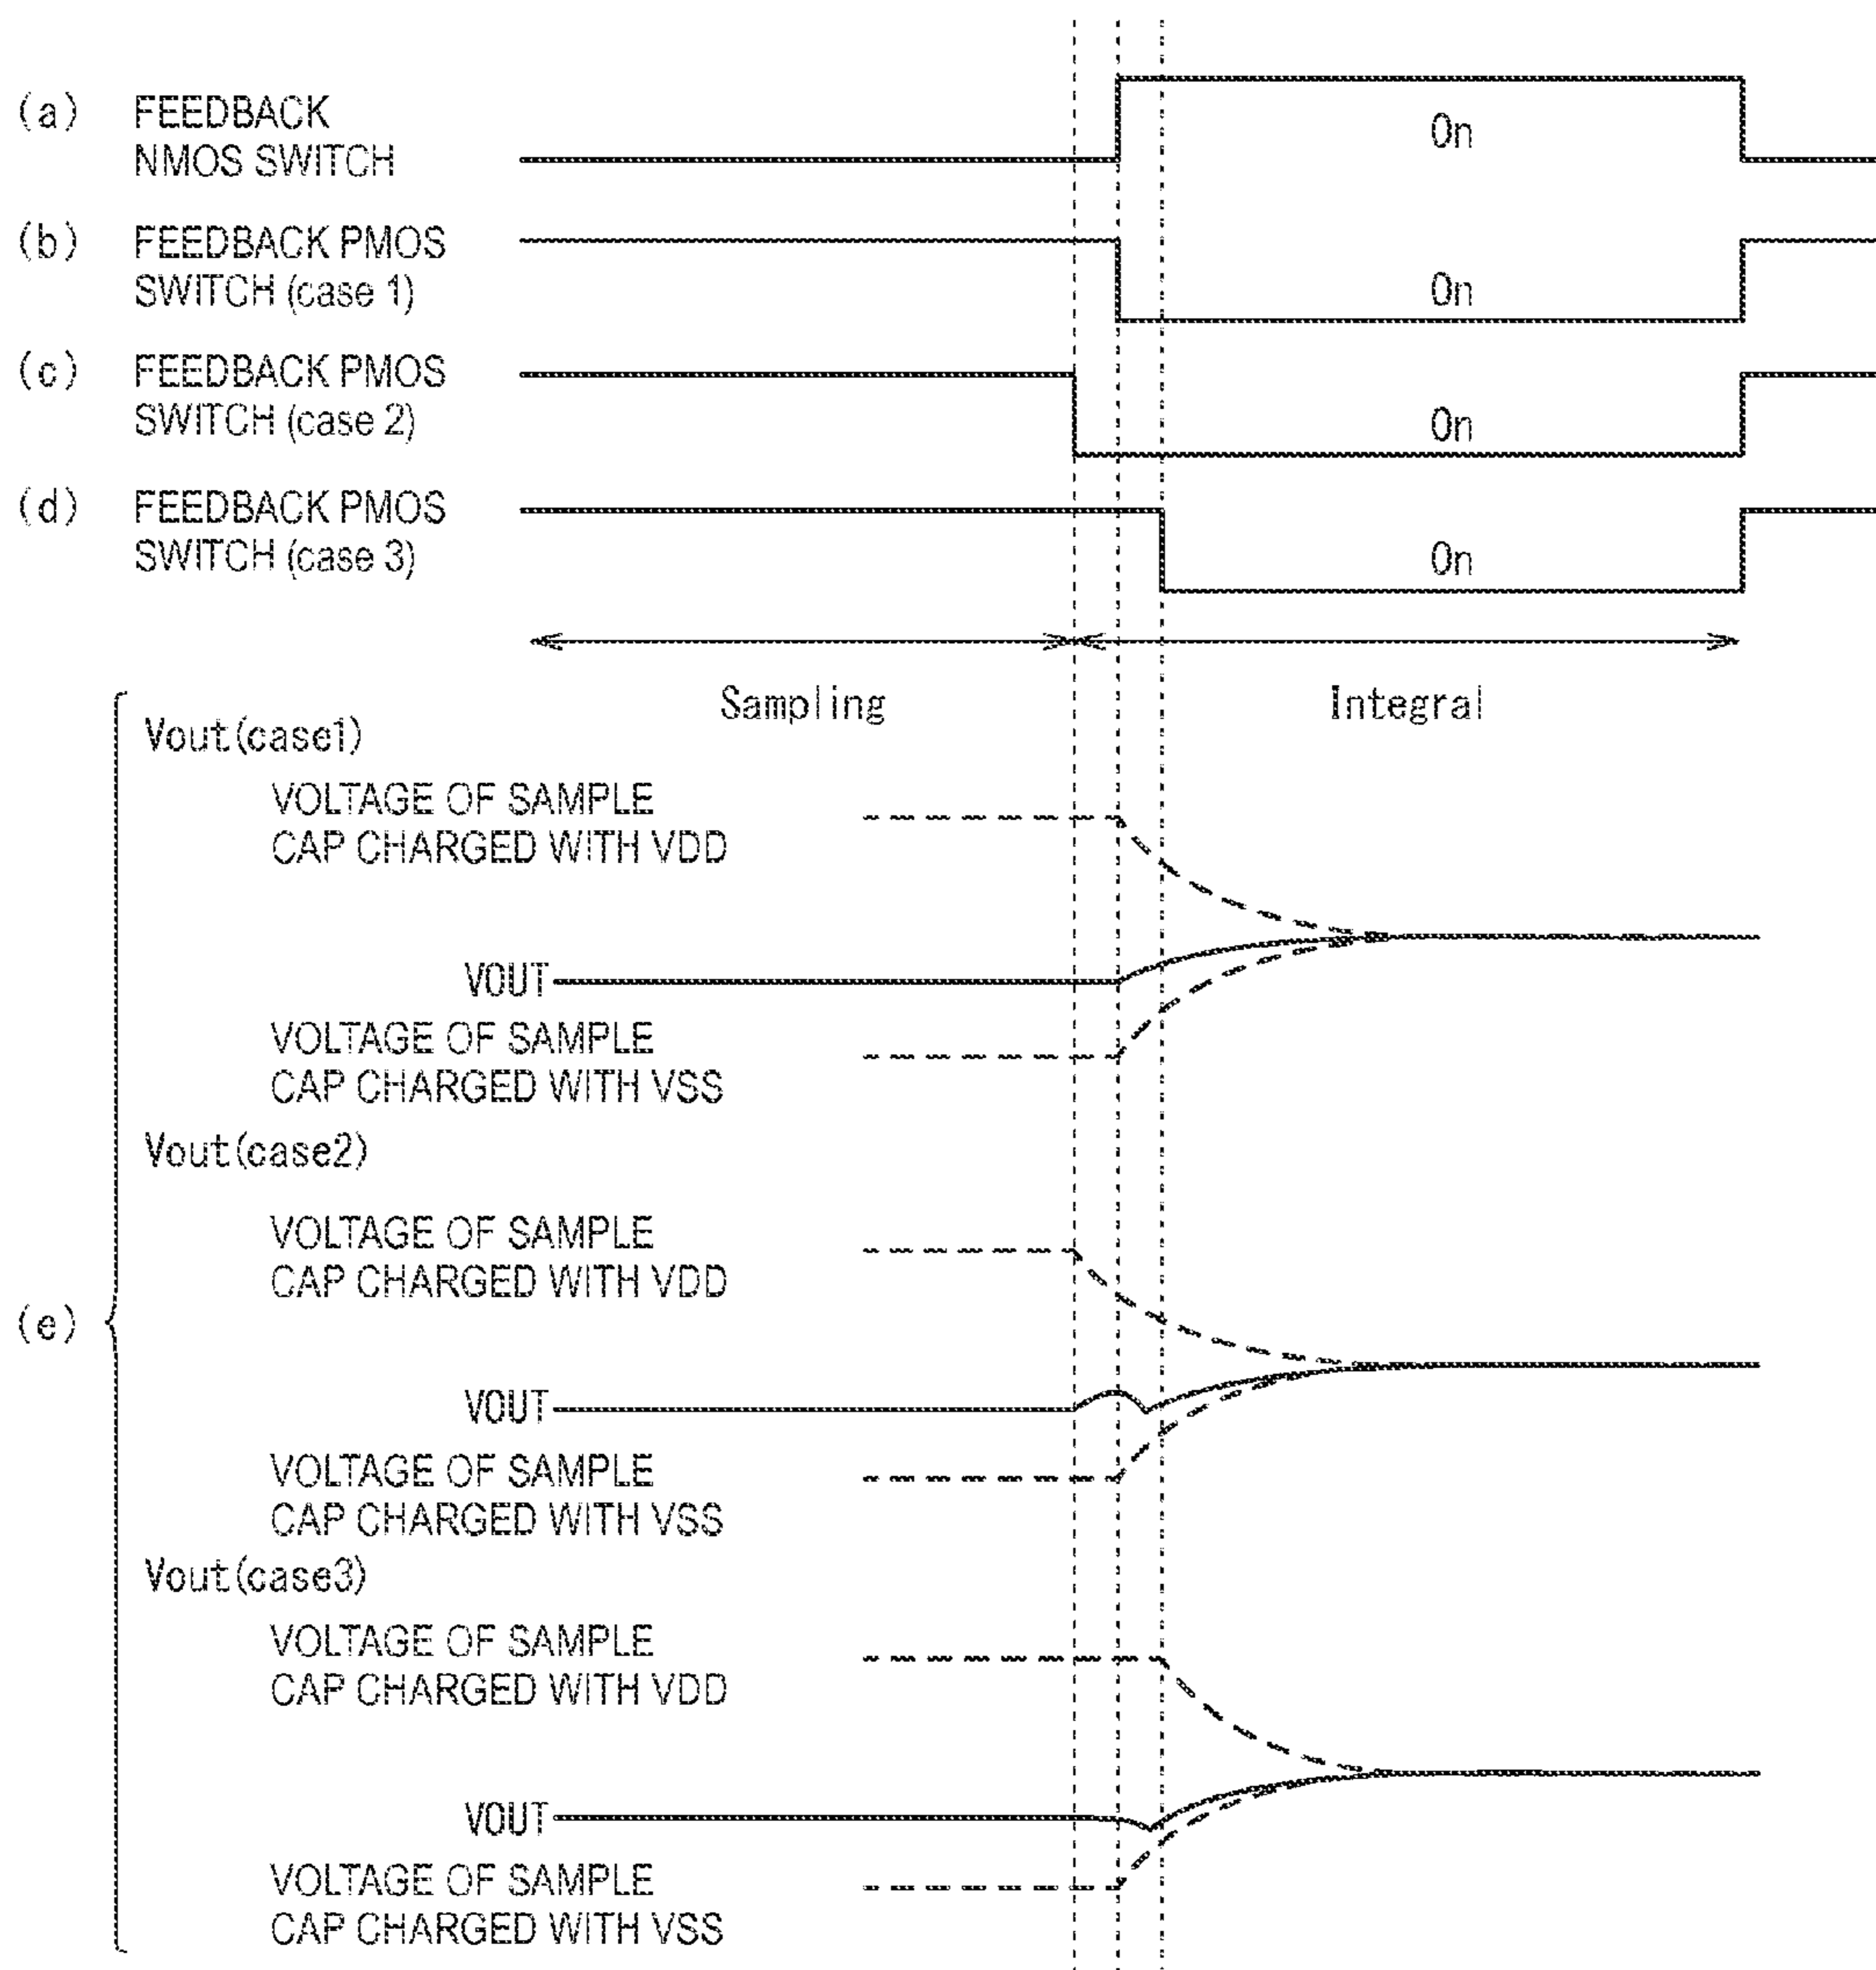 (a) FEEDBACK
NMOS SWITCH
On
(b) FEEDBACK PMOS
SWITCH (case 1)
On
(c) FEEDBACK PMOS
SWITCH (case 2)
On
(d) FEEDBACK PMOS
SWITCH (case 3)
On
Sampling
Integral
(e)
Vout(case1)
VOLTAGE OF SAMPLE
CAP CHARGED WITH VDD
VOUT
VOLTAGE OF SAMPLE
CAP CHARGED WITH VSS
Vout(case2)
VOLTAGE OF SAMPLE
CAP CHARGED WITH VDD
VOUT
VOLTAGE OF SAMPLE
CAP CHARGED WITH VSS
Vout(case3)
VOLTAGE OF SAMPLE
CAP CHARGED WITH VDD
VOUT
VOLTAGE OF SAMPLE
CAP CHARGED WITH VSS